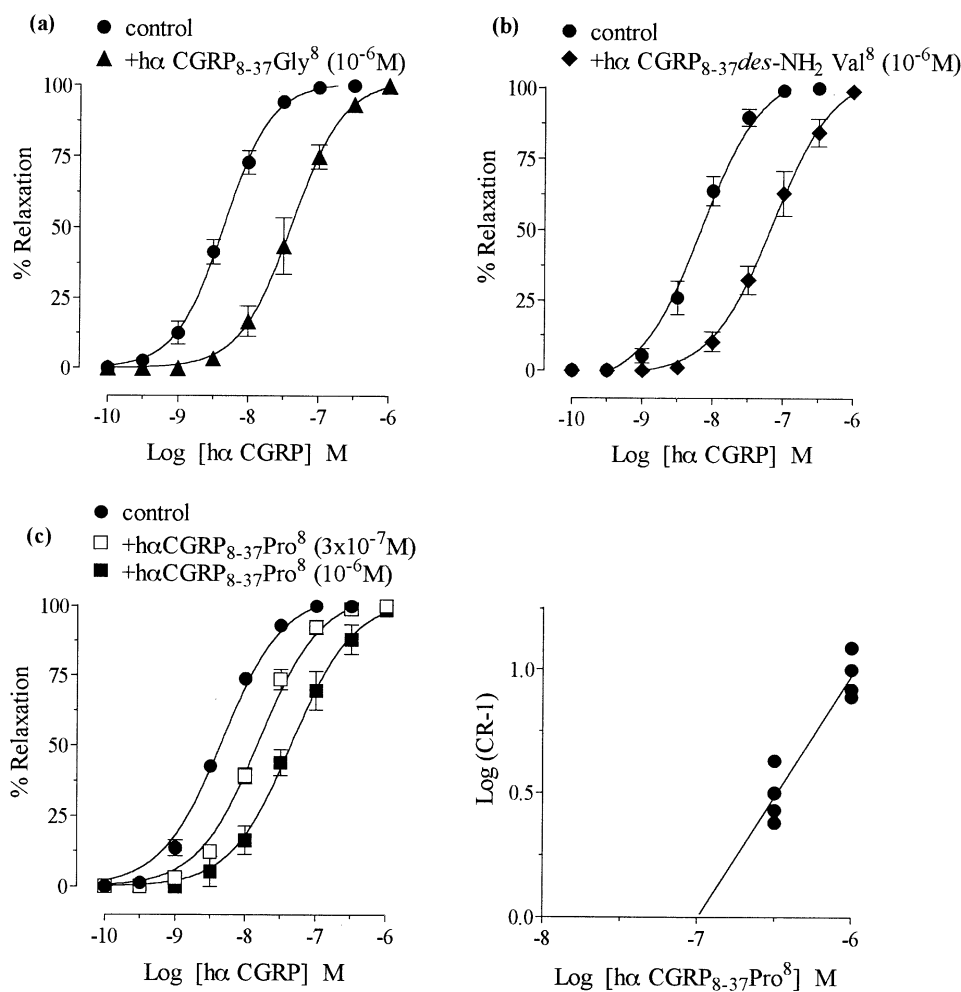 (a)
● control
▲ +hα CGRP₈₋₃₇Gly⁸ (10⁻⁶M)
100
75
50
25
0
% Relaxation
-10 -9 -8 -7 -6
Log [hα CGRP] M
(b)
● control
◆ +hα CGRP₈₋₃₇des-NH₂ Val⁸ (10⁻⁶M)
100
75
50
25
0
% Relaxation
-10 -9 -8 -7 -6
Log [hα CGRP] M
(c)
● control
□ +hαCGRP₈₋₃₇Pro⁸ (3x10⁻⁷M)
■ +hαCGRP₈₋₃₇Pro⁸ (10⁻⁶M)
100
75
50
25
0
% Relaxation
-10 -9 -8 -7 -6
Log [hα CGRP] M
1.0
0.5
0.0
Log (CR-1)
-8 -7 -6
Log [hα CGRP₈₋₃₇Pro⁸] M